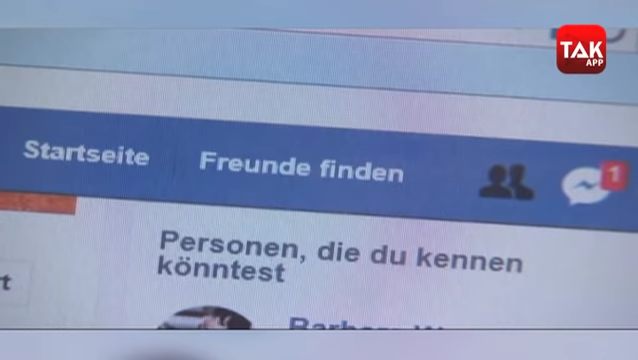 TAK
APP
Startseite Freunde finden
1
Personen, die du kennen
könntest